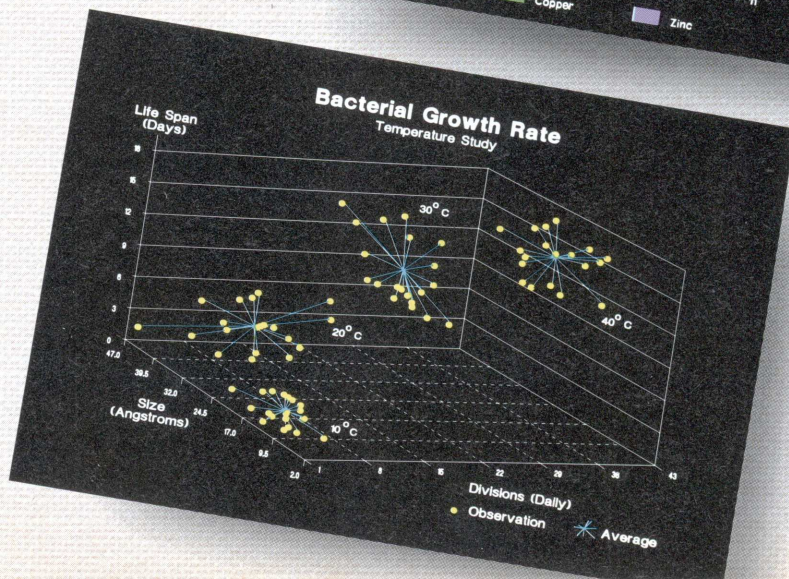 Copper
Zinc
Bacterial Growth Rate
Temperature Study
Life Span
(Days)
18
15
12
9
6
3
0
47.0
39.5
32.0
24.5
17.0
9.5
2.0
Size
(Angstroms)
30°C
40°C
20°C
10°C
1
8
15
22
29
36
43
Divisions (Daily)
Observation
Average